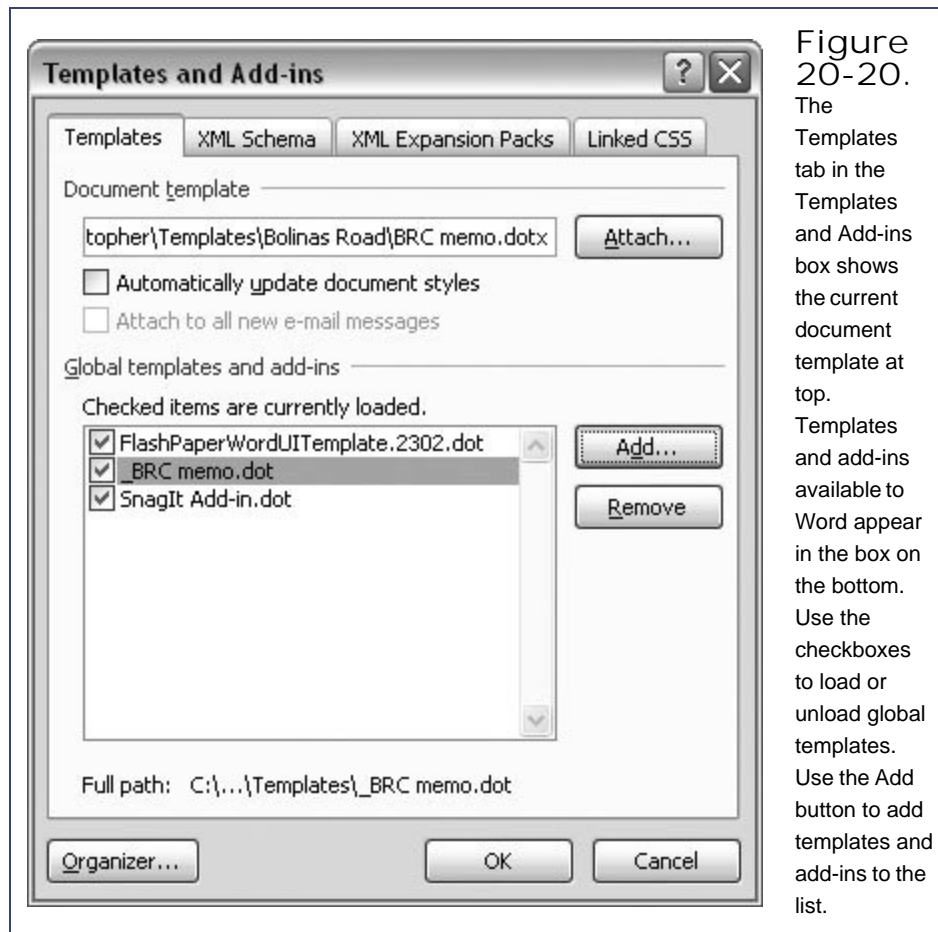 Templates and Add-ins
Templates
XML Schema
XML Expansion Packs
Linked CSS
Document template
topher\Templates\Bolinas Road\BRC memo.dotx
Attach...
Automatically update document styles
Attach to all new e-mail messages
Global templates and add-ins
Checked items are currently loaded.
FlashPaperWordUITemplate.2302.dot
_BRC memo.dot
SnagIt Add-in.dot
Add...
Remove
Full path: C:\...\Templates\_BRC memo.dot
Organizer...
OK
Cancel
Figure
20-20.
The
Templates
tab in the
Templates
and Add-ins
box shows
the current
document
template at
top.
Templates
and add-ins
available to
Word appear
in the box on
the bottom.
Use the
checkboxes
to load or
unload global
templates.
Use the Add
button to add
templates and
add-ins to the
list.